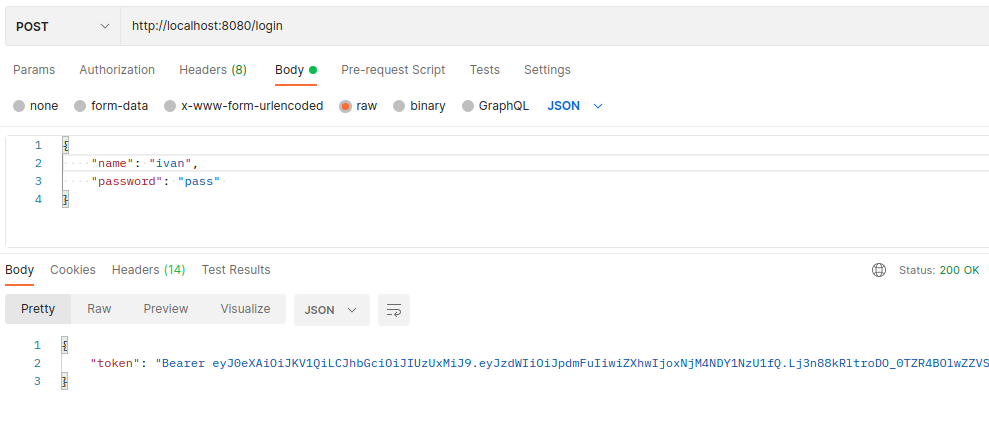 POST http://localhost:8080/login
Params Authorization Headers (8) Body Pre-request Script Tests Settings
none form-data x-www-form-urlencoded raw binary GraphQL JSON
1 {
2 "name": "ivan",
3 "password": "pass"
4 }
Body Cookies Headers (14) Test Results Status: 200 OK
Pretty Raw Preview Visualize JSON
1 {
2 "token": "Bearer eyJ0eXAiOiJKV1QiLCJhbGciOiJIUzUxMiJ9.eyJzdWIiOiJpdmFuIiwiZXhwIjoxNjM4NDY1NzU1fQ.Lj3n88kRltroDO_0TZR4BOlwZZVS
3 }